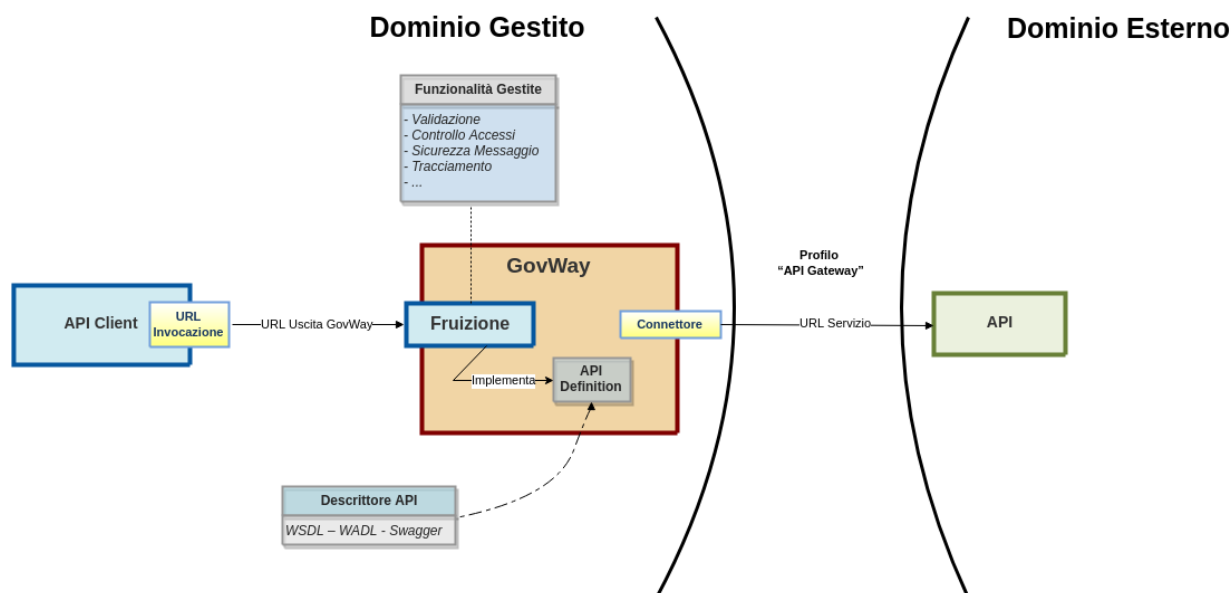 Dominio Gestito
Dominio Esterno
Funzionalità Gestite
- Validazione
- Controllo Accessi
- Sicurezza Messaggio
- Tracciamento
- ...
GovWay
Profilo
“API Gateway”
API Client
URL
Invocazione
URL Uscita GovWay
Fruizione
Connettore
URL Servizio
API
Implementa
API
Definition
Descrittore API
WSDL – WADL - Swagger